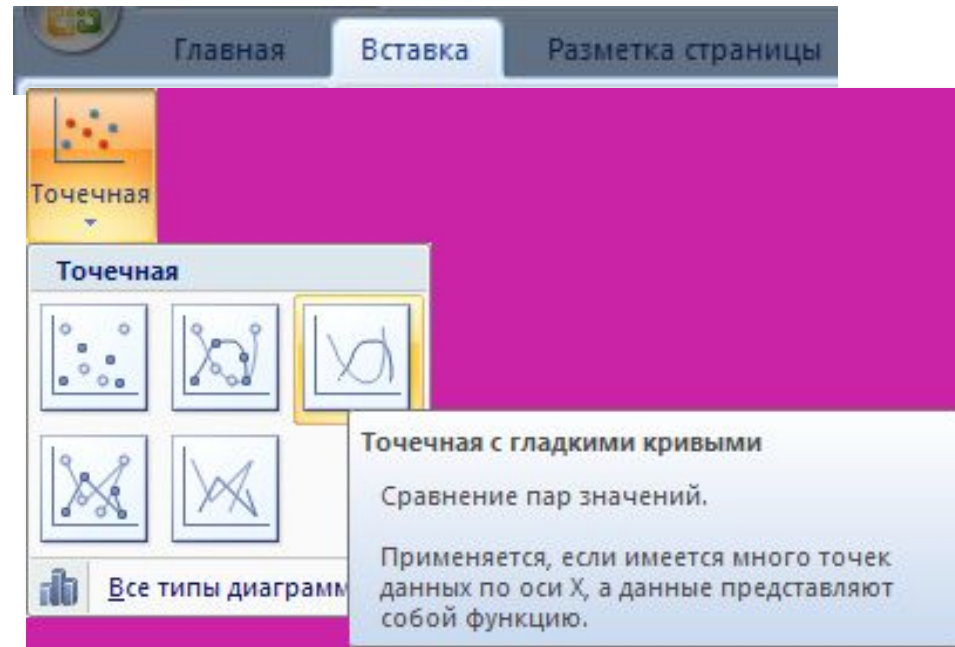 Главная Вставка Разметка страницы
Точечная
Точечная
Точечная с гладкими кривыми
Сравнение пар значений.
Применяется, если имеется много точек
данных по оси X, а данные представляют
собой функцию.
Все типы диаграмм